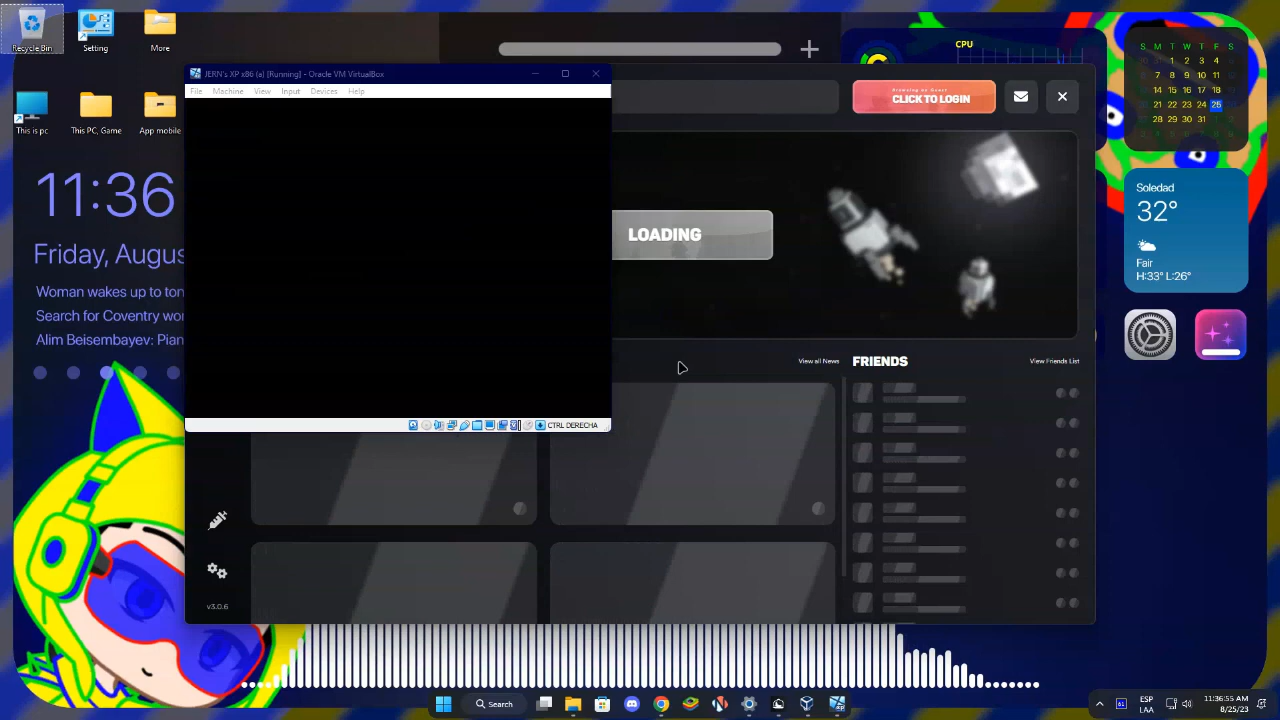 Recycle Bin
Setting
More
This is pc
This PC, Game
App mobile
11:36
Friday, Augus
Woman wakes up to ton
Search for Coventry wor
Alim Beisembayev: Pian
JERN's XP x86 (a) [Running] - Oracle VM VirtualBox
File Machine View Input Devices Help
CTRL DERECHA
CPU
Browsing as Guest
CLICK TO LOGIN
LOADING
View all News
FRIENDS
View Friends List
v3.0.6
S M T W T F S
1 2 3 4
7 8 9 10 11
14 15 16 17 18
21 22 23 24 25
28 29 30 31
Soledad
32°
Fair
H:33° L:26°
Search
ESP
LAA
11:36:55 AM
8/25/23